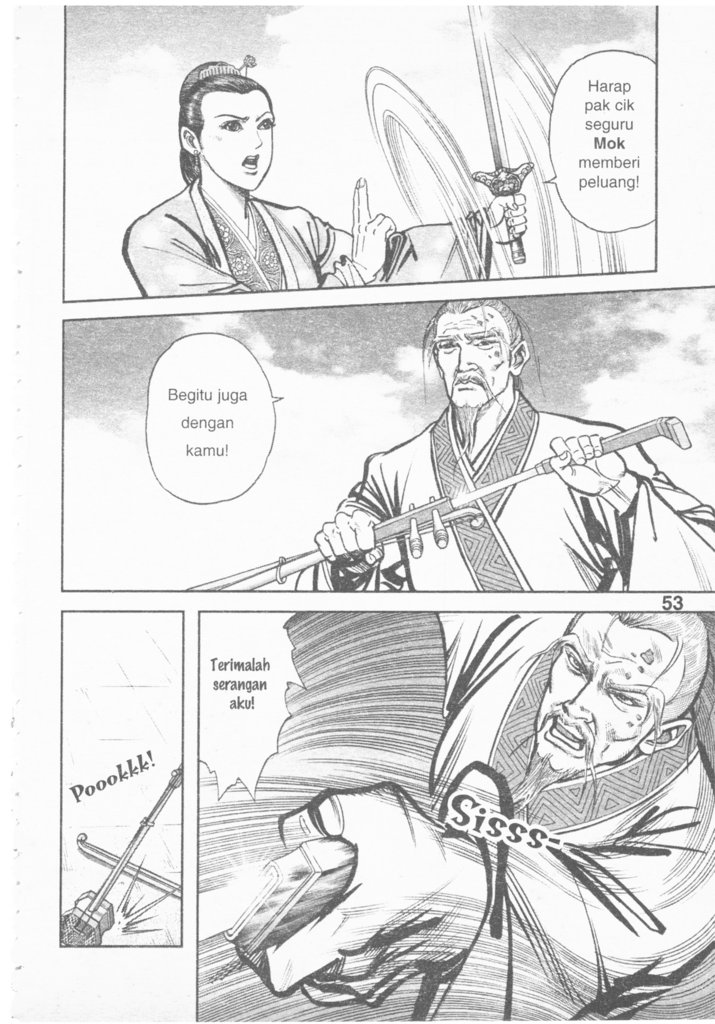 Harap
pak cik
seguru
Mok
memberi
peluang!
Begitu juga
dengan
kamu!
53
Poookkk!
Terimalah
serangan
aku!
Sisss-